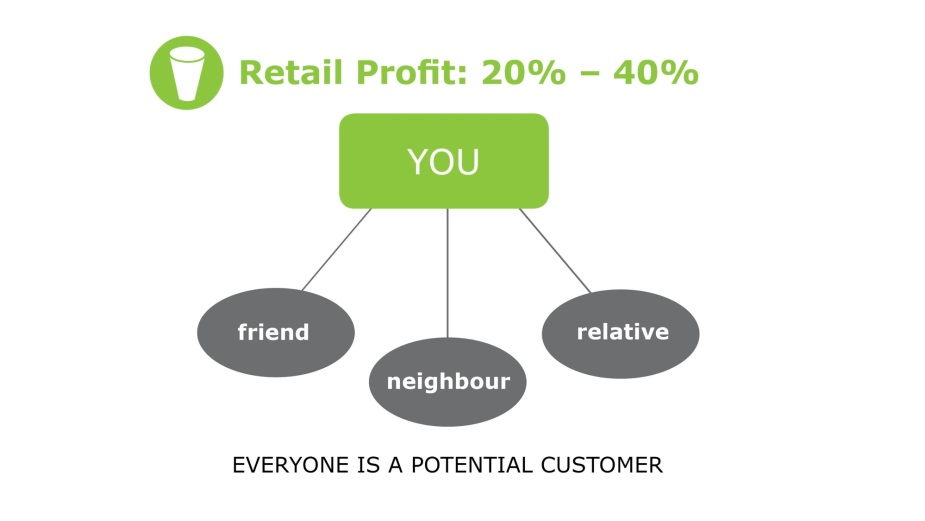 Retail Profit: 20% – 40%
YOU
friend
relative
neighbour
EVERYONE IS A POTENTIAL CUSTOMER